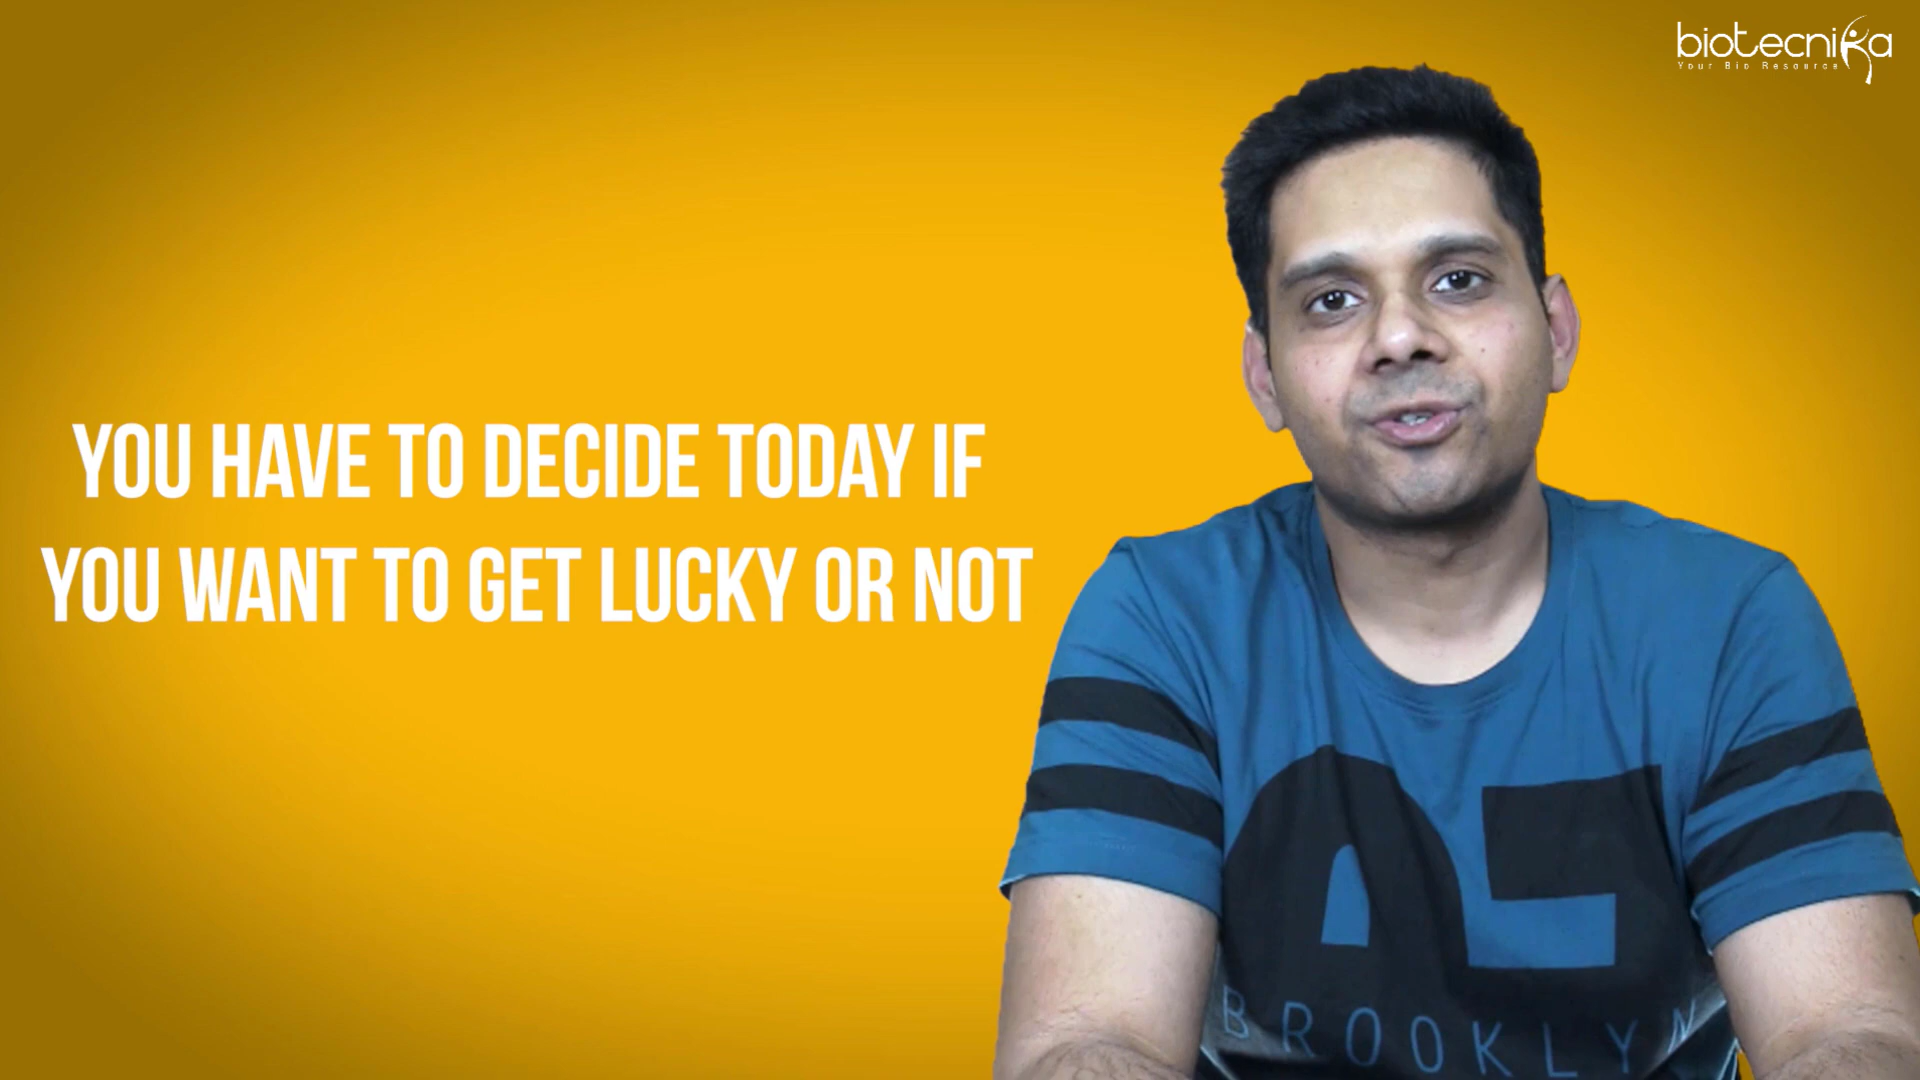 biotecnika
Your Bio Resource
YOU HAVE TO DECIDE TODAY IF
YOU WANT TO GET LUCKY OR NOT
BROOKLYN